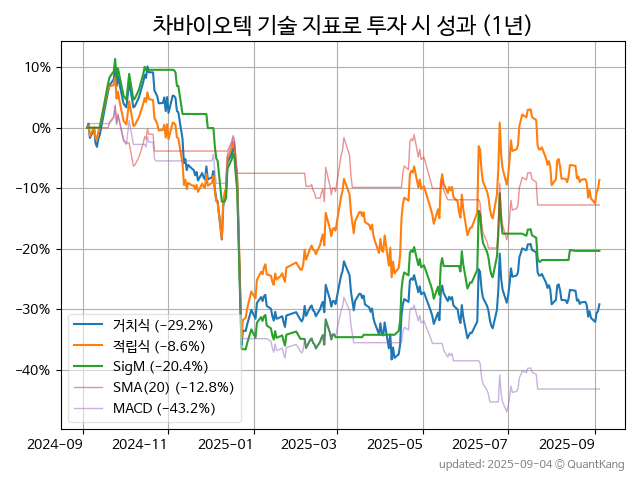 차바이오텍 기술 지표로 투자 시 성과 (1년)
10%
0%
−10%
−20%
−30%
−40%
거치식 (−29.2%)
적립식 (−8.6%)
SigM (−20.4%)
SMA(20) (−12.8%)
MACD (−43.2%)
2024-09 2024-11 2025-01 2025-03 2025-05 2025-07 2025-09
updated: 2025-09-04 © QuantKang